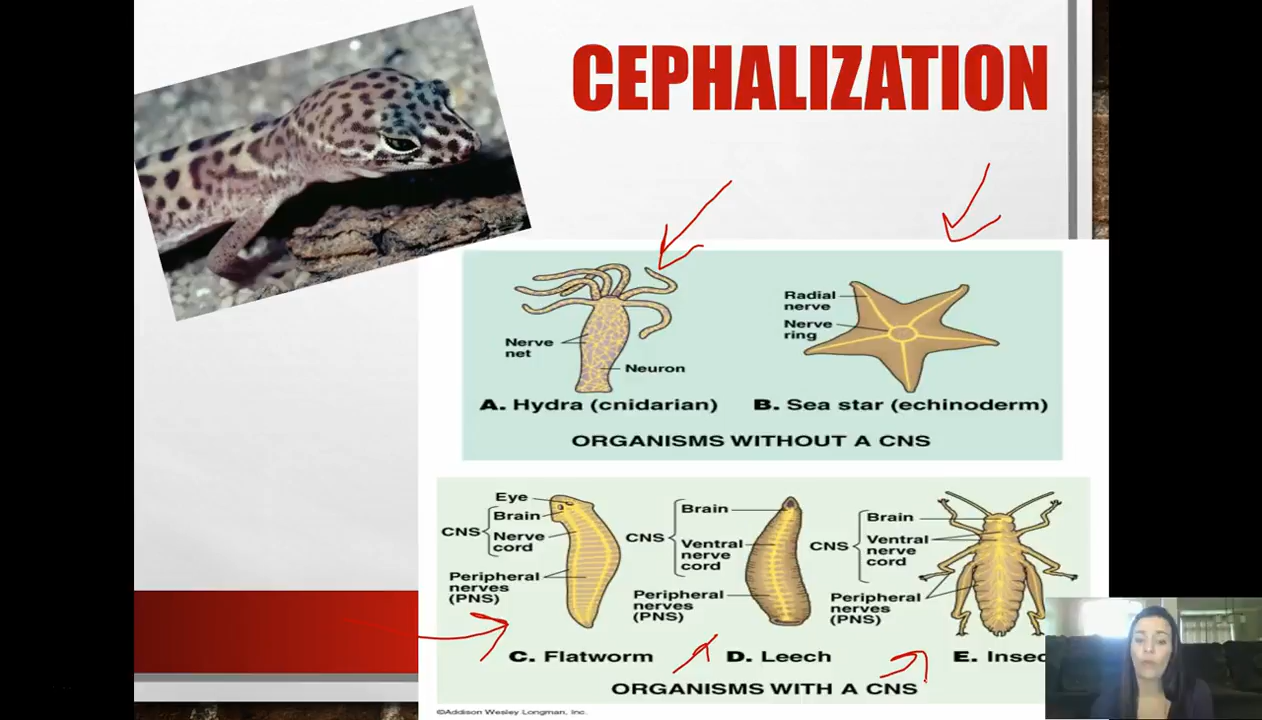 CEPHALIZATION
Radial
nerve
Nerve
ring
Nerve
net
Neuron
A. Hydra (cnidarian)
B. Sea star (echinoderm)
ORGANISMS WITHOUT A CNS
Eye
Brain
CNS
Nerve
cord
Peripheral
nerves
(PNS)
Brain
CNS
Ventral
nerve
cord
Peripheral
nerves
(PNS)
Brain
CNS
Ventral
nerve
cord
Peripheral
nerves
(PNS)
C. Flatworm
D. Leech
E. Insec
ORGANISMS WITH A CNS
©Addison Wesley Longman, Inc.